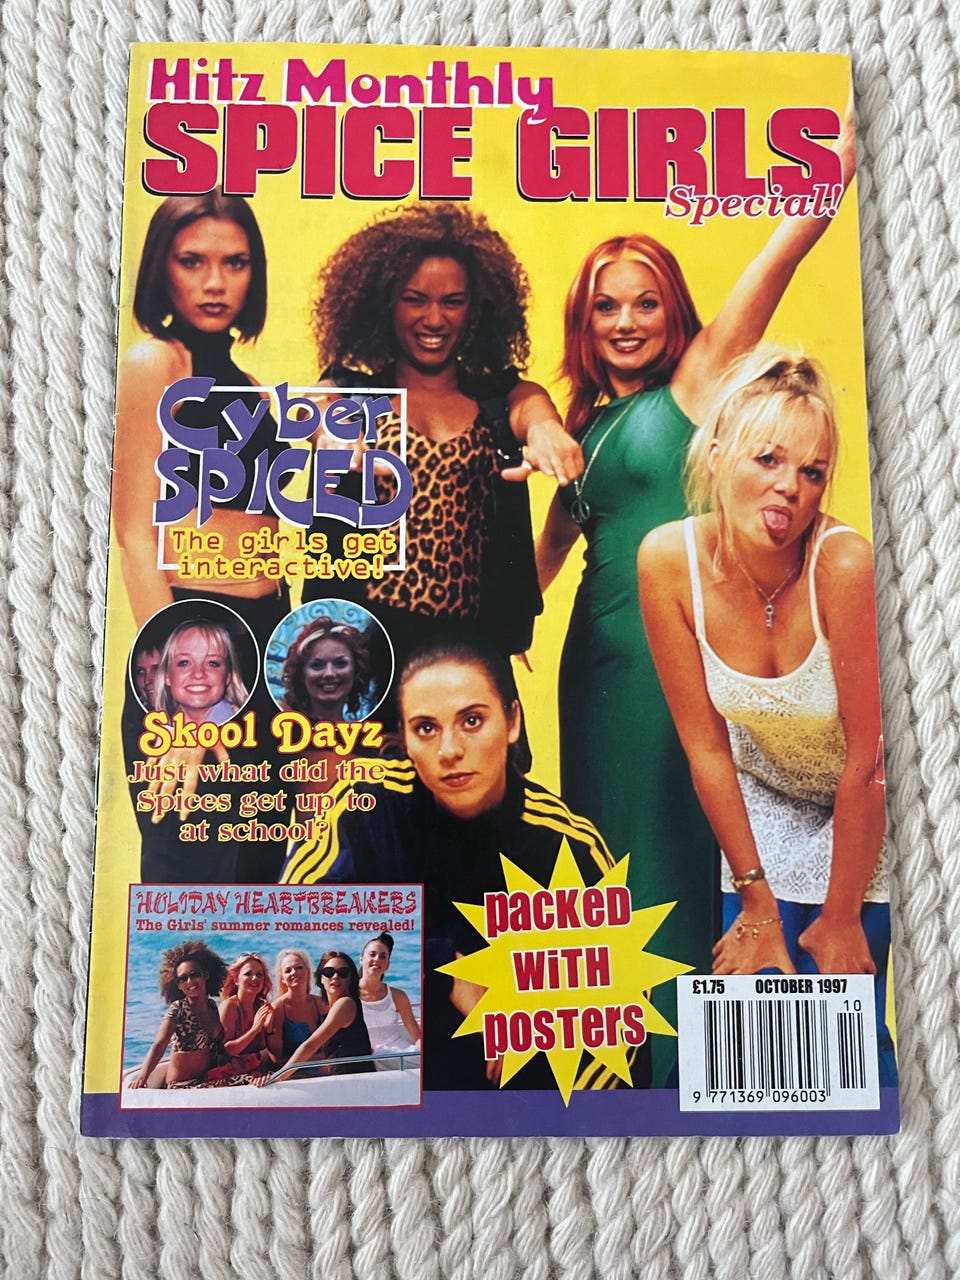 Hitz Monthly
SPICE GIRLS
Special!
Cyber
SPICED
The girls get
interactive!
Skool Dayz
Just what did the
Spices get up to
at school?
HOLIDAY HEARTBREAKERS
The Girls' summer romances revealed!
packed
WiTH
posTers
£1.75 OCTOBER 1997
10
9 771369 096003